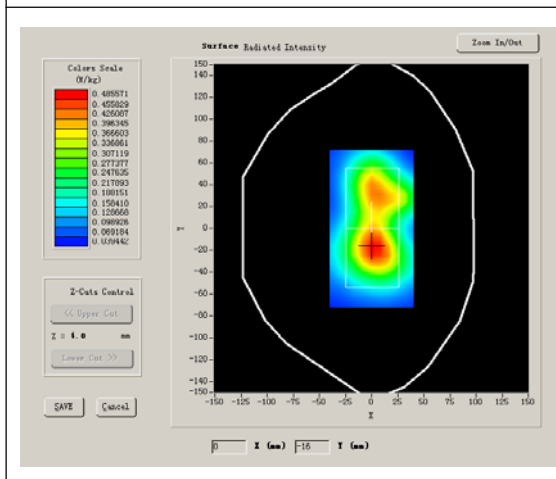 Surface Radiated Intensity
Zoom In/Out
Colors Scale
(W/kg)
0.485571
0.455829
0.426087
0.396345
0.366603
0.336861
0.307119
0.277377
0.247635
0.217893
0.188151
0.158410
0.128668
0.098926
0.069184
0.039442
150
140
120
100
80
60
40
20
0
-20
-40
-60
-80
-100
-120
-140
-150
Y
-150 -125 -100 -75 -50 -25 0 25 50 75 100 125 150
X
Z-Cuts Control
<< Upper Cut
Z = 4.0 mm
Lower Cut >>
SAVE Cancel
0 X (mm) -16 Y (mm)